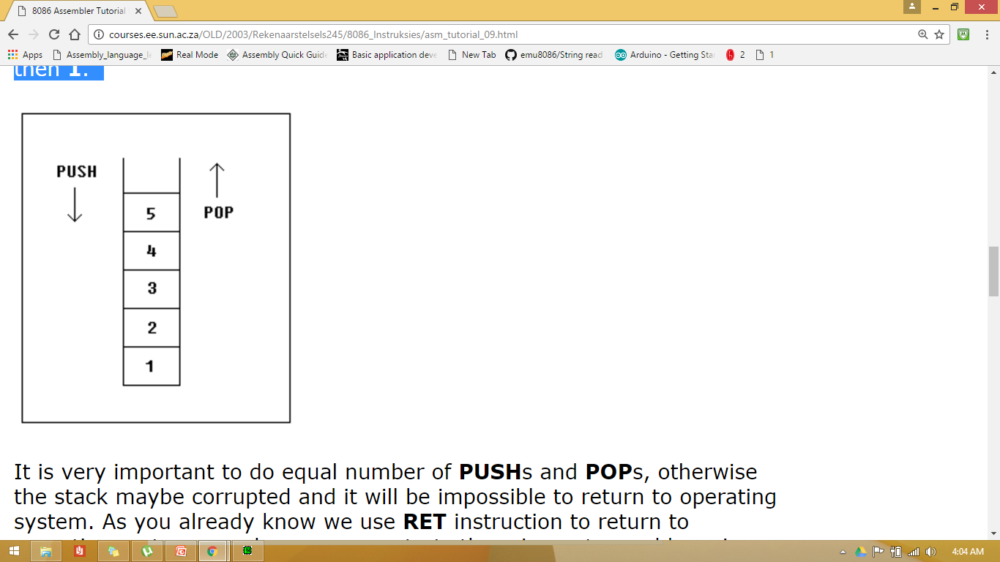 8086 Assembler Tutorial
courses.ee.sun.ac.za/OLD/2003/Rekenaarstelsels245/8086_Instruksies/asm_tutorial_09.html
Apps Assembly_language_le Real Mode Assembly Quick Guide Basic application deve New Tab emu8086/String read Arduino - Getting Sta 2 1
then 1.
PUSH
POP
5
4
3
2
1
It is very important to do equal number of PUSHs and POPs, otherwise
the stack maybe corrupted and it will be impossible to return to operating
system. As you already know we use RET instruction to return to
4:04 AM